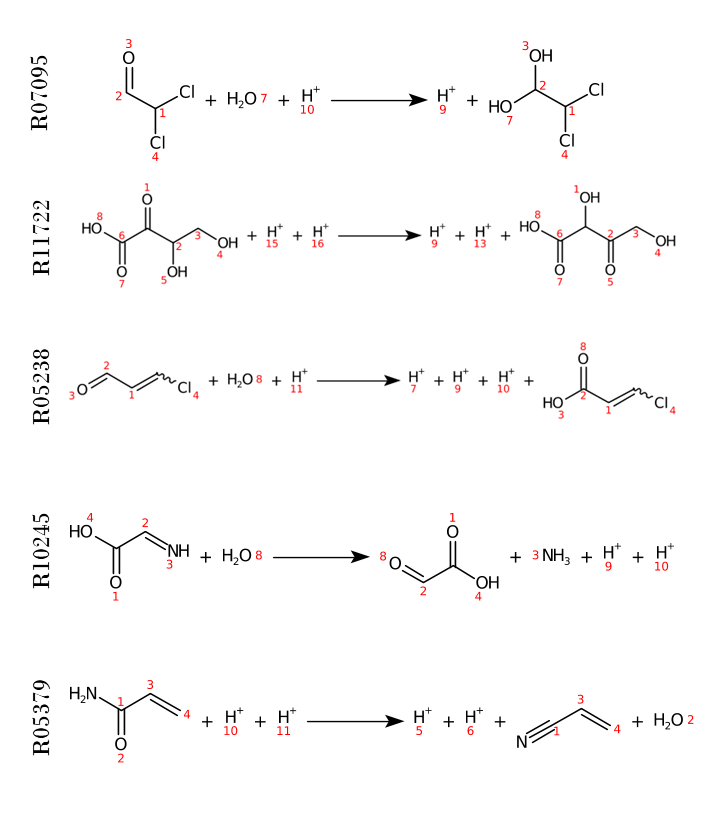 R07095
O 3 2 1 Cl Cl 4 + H₂O 7 + H⁺ 10 H⁺ 9 + 3 OH 2 HO 7 1 Cl Cl 4
R11722
HO 8 6 O 7 O 1 2 OH 5 3 OH 4 + H⁺ 15 + H⁺ 16 H⁺ 9 + H⁺ 13 + HO 8 6 O 7 1 OH 2 O 5 3 OH 4
R05238
3 O 2 1 Cl 4 + H₂O 8 + H⁺ 11 H⁺ 7 + H⁺ 9 + H⁺ 10 + O 8 2 HO 3 1 Cl 4
R10245
HO 4 O 1 2 NH 3 + H₂O 8 8 O 2 O 1 OH 4 + 3 NH₃ + H⁺ 9 + H⁺ 10
R05379
H₂N 1 O 2 3 4 + H⁺ 10 + H⁺ 11 H⁺ 5 + H⁺ 6 + N 1 3 4 + H₂O 2